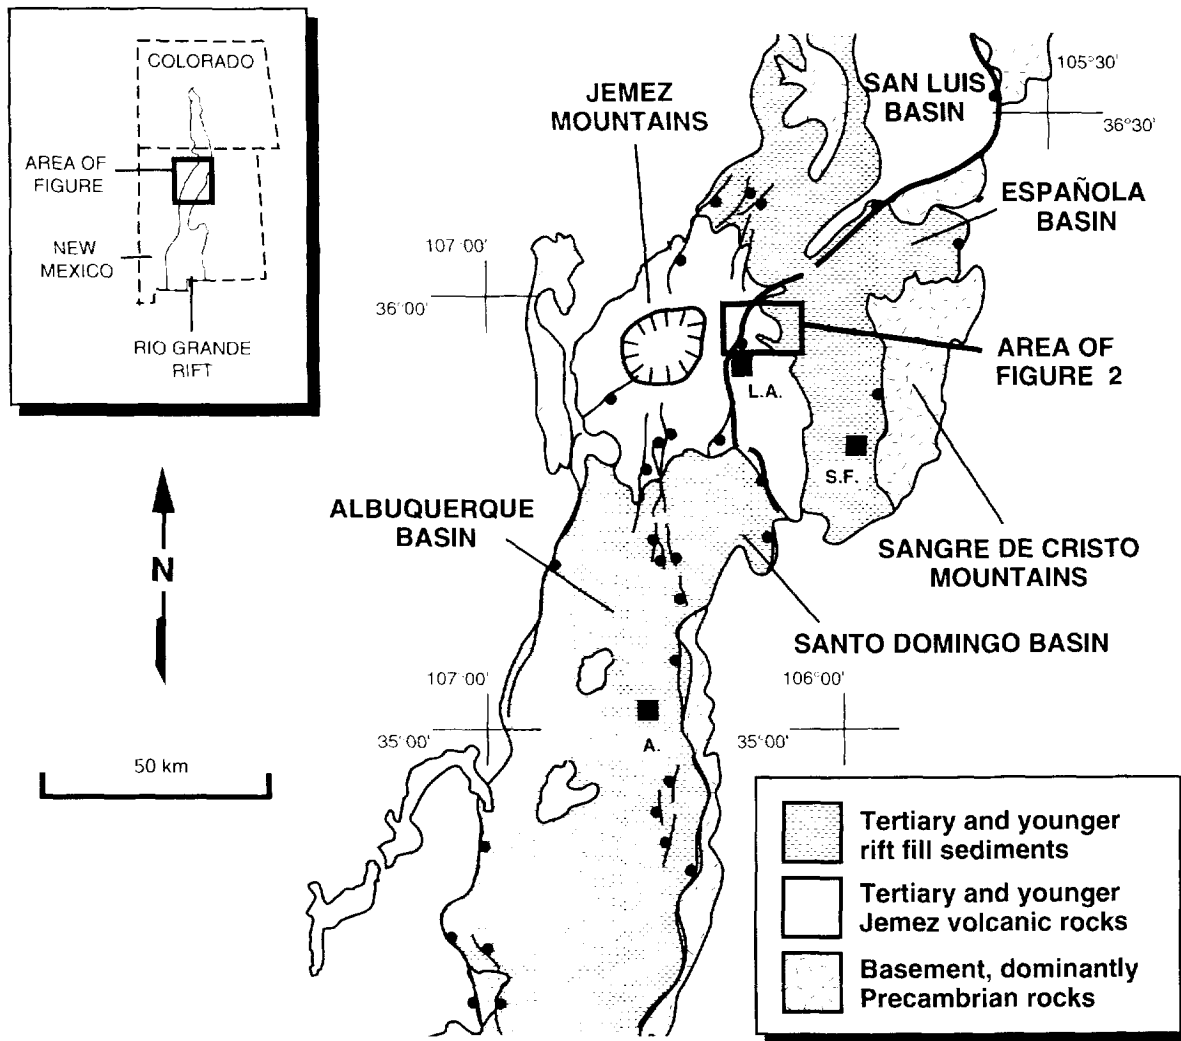 COLORADO
AREA OF
FIGURE
NEW
MEXICO
RIO GRANDE
RIFT
JEMEZ
MOUNTAINS
SAN LUIS
BASIN
105°30'
36°30'
ESPAÑOLA
BASIN
107°00'
36°00'
AREA OF
FIGURE 2
L.A.
S.F.
ALBUQUERQUE
BASIN
SANGRE DE CRISTO
MOUNTAINS
N
SANTO DOMINGO BASIN
107°00'
106°00'
35°00'
35°00'
A.
50 km
Tertiary and younger
rift fill sediments
Tertiary and younger
Jemez volcanic rocks
Basement, dominantly
Precambrian rocks